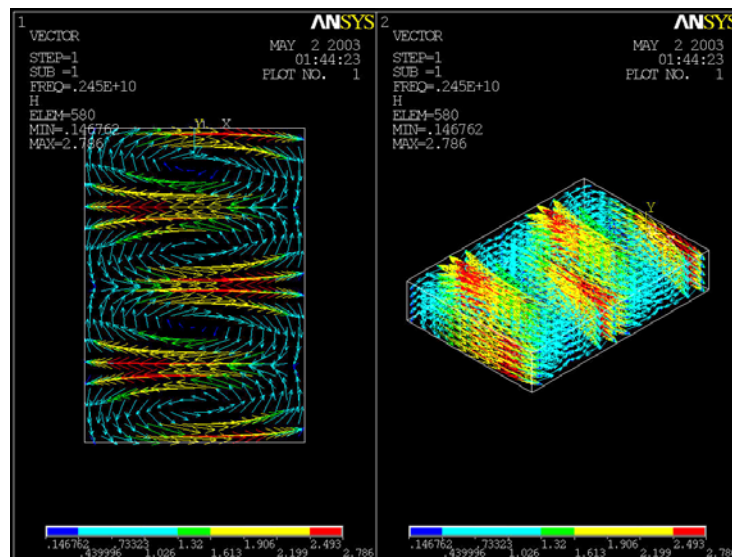 1
ANSYS
VECTOR
MAY 2 2003
01:44:23
PLOT NO. 1
STEP=1
SUB =1
FREQ=.245E+10
H
ELEM=580
MIN=.146762
MAX=2.786
X
.146762 .73323 1.32 1.906 2.493
.439996 1.026 1.613 2.199 2.786
2
ANSYS
VECTOR
MAY 2 2003
01:44:23
PLOT NO. 1
STEP=1
SUB =1
FREQ=.245E+10
H
ELEM=580
MIN=.146762
MAX=2.786
Y
.146762 .73323 1.32 1.906 2.493
.439996 1.026 1.613 2.199 2.786